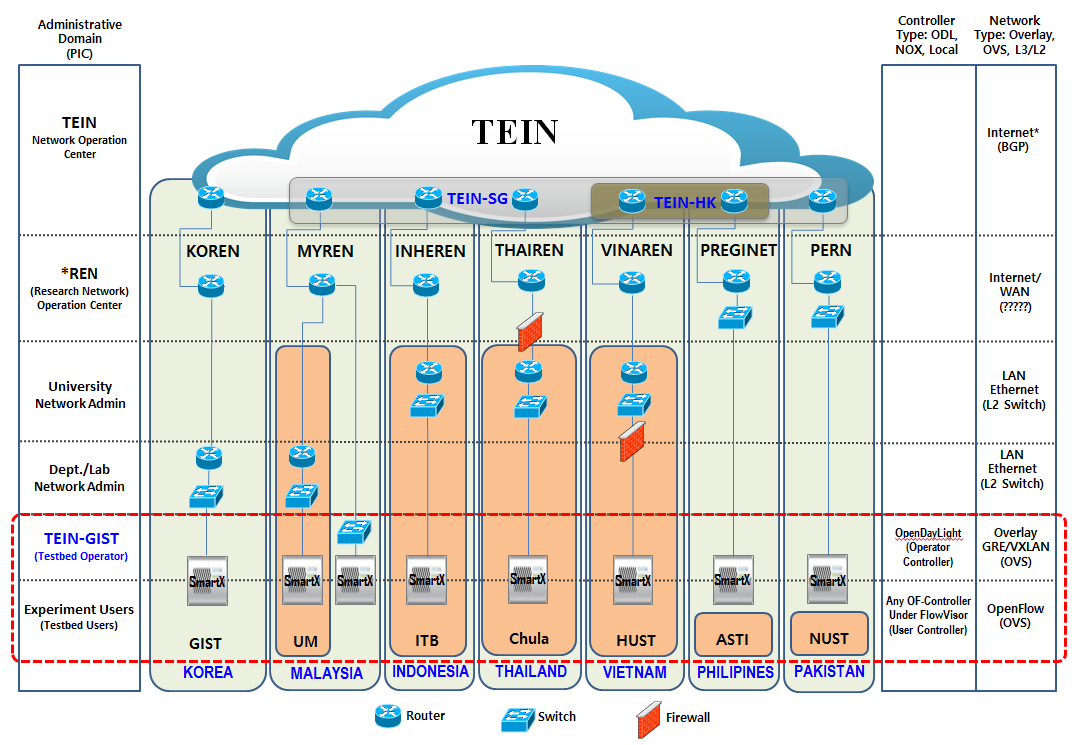 Administrative
Domain
(PIC)
Controller
Type: ODL,
NOX, Local
Network
Type: Overlay,
OVS, L3/L2
TEIN
Network Operation
Center
TEIN
Internet*
(BGP)
TEIN-SG
TEIN-HK
*REN
(Research Network)
Operation Center
KOREN
MYREN
INHEREN
THAIREN
VINAREN
PREGINET
PERN
Internet/
WAN
(?????)
University
Network Admin
LAN
Ethernet
(L2 Switch)
Dept./Lab
Network Admin
LAN
Ethernet
(L2 Switch)
TEIN-GIST
(Testbed Operator)
OpenDayLight
(Operator
Controller)
Overlay
GRE/VXLAN
(OVS)
SmartX
SmartX
SmartX
SmartX
SmartX
SmartX
SmartX
SmartX
Experiment Users
(Testbed Users)
Any OF-Controller
Under FlowVisor
(User Controller)
OpenFlow
(OVS)
GIST
UM
ITB
Chula
HUST
ASTI
NUST
KOREA
MALAYSIA
INDONESIA
THAILAND
VIETNAM
PHILIPINES
PAKISTAN
Router
Switch
Firewall